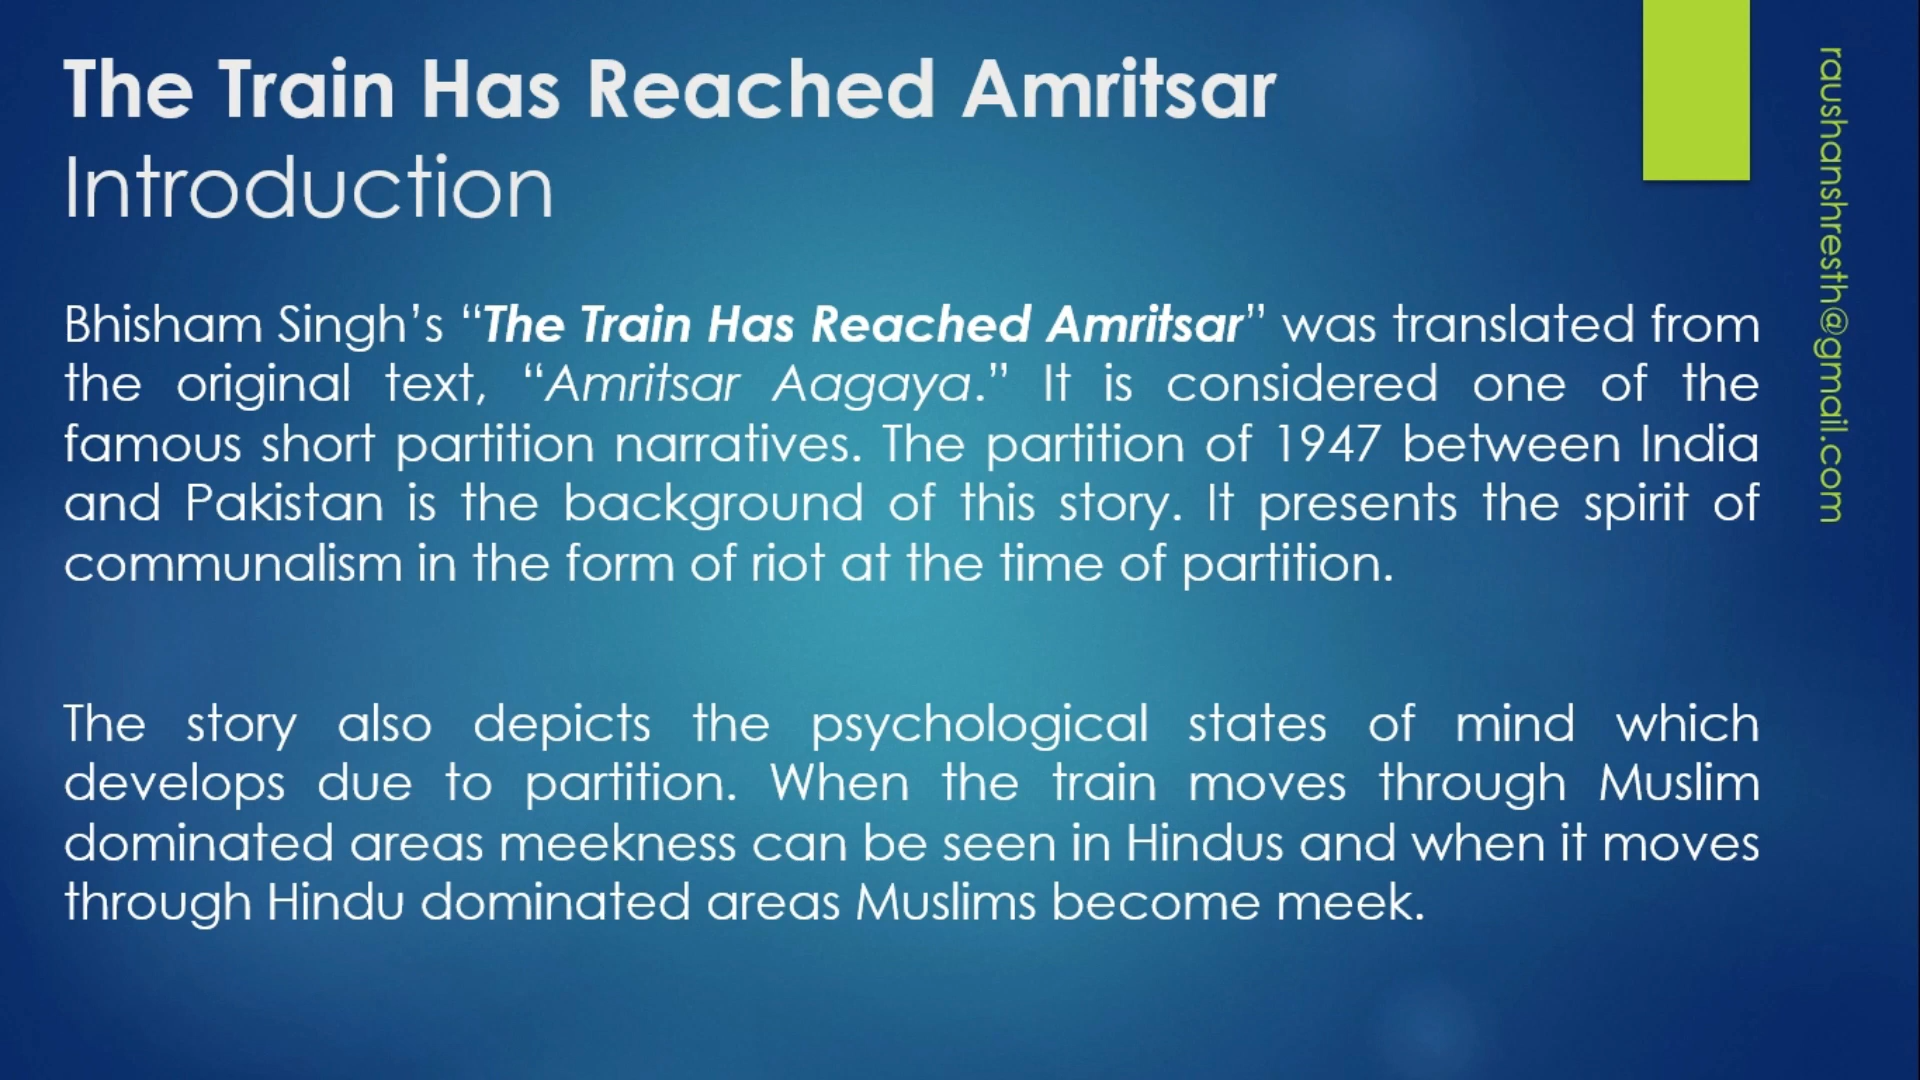 The Train Has Reached Amritsar
Introduction
Bhisham Singh’s “The Train Has Reached Amritsar” was translated from
the original text, “Amritsar Aagaya.” It is considered one of the
famous short partition narratives. The partition of 1947 between India
and Pakistan is the background of this story. It presents the spirit of
communalism in the form of riot at the time of partition.
The story also depicts the psychological states of mind which
develops due to partition. When the train moves through Muslim
dominated areas meekness can be seen in Hindus and when it moves
through Hindu dominated areas Muslims become meek.
raushanshresth@gmail.com